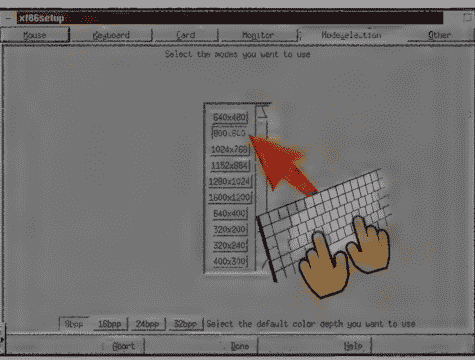 xf86setup
Mouse Keyboard Card Monitor Modeselection Other
Select the modes you want to use
640x480
800x600
1024x768
1152x864
1280x1024
1600x1200
640x400
320x200
320x240
400x300
8bpp 16bpp 24bpp 32bpp Select the default color depth you want to use
Abort Done Help